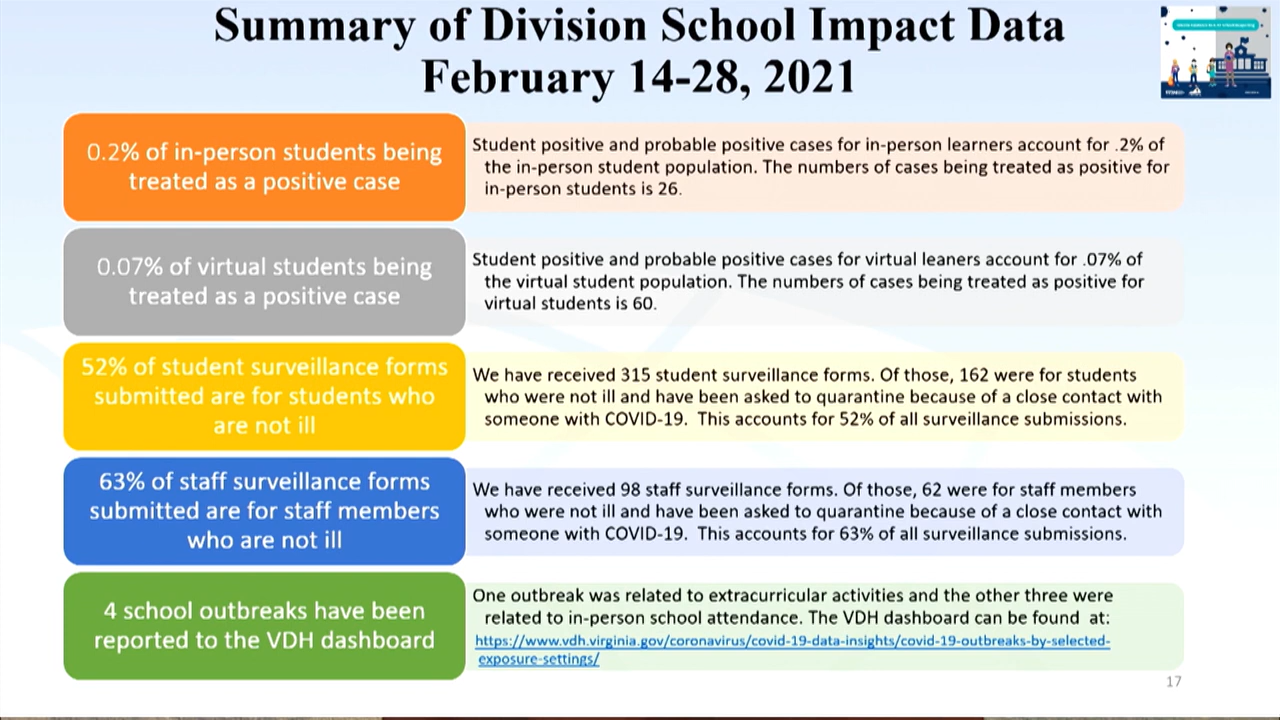 Summary of Division School Impact Data
February 14-28, 2021
0.2% of in-person students being
treated as a positive case
Student positive and probable positive cases for in-person learners account for .2% of
the in-person student population. The numbers of cases being treated as positive for
in-person students is 26.
0.07% of virtual students being
treated as a positive case
Student positive and probable positive cases for virtual leaners account for .07% of
the virtual student population. The numbers of cases being treated as positive for
virtual students is 60.
52% of student surveillance forms
submitted are for students who
are not ill
We have received 315 student surveillance forms. Of those, 162 were for students
who were not ill and have been asked to quarantine because of a close contact with
someone with COVID-19.  This accounts for 52% of all surveillance submissions.
63% of staff surveillance forms
submitted are for staff members
who are not ill
We have received 98 staff surveillance forms. Of those, 62 were for staff members
who were not ill and have been asked to quarantine because of a close contact with
someone with COVID-19.  This accounts for 63% of all surveillance submissions.
4 school outbreaks have been
reported to the VDH dashboard
One outbreak was related to extracurricular activities and the other three were
related to in-person school attendance. The VDH dashboard can be found  at:
https://www.vdh.virginia.gov/coronavirus/covid-19-data-insights/covid-19-outbreaks-by-selected-
exposure-settings/
17